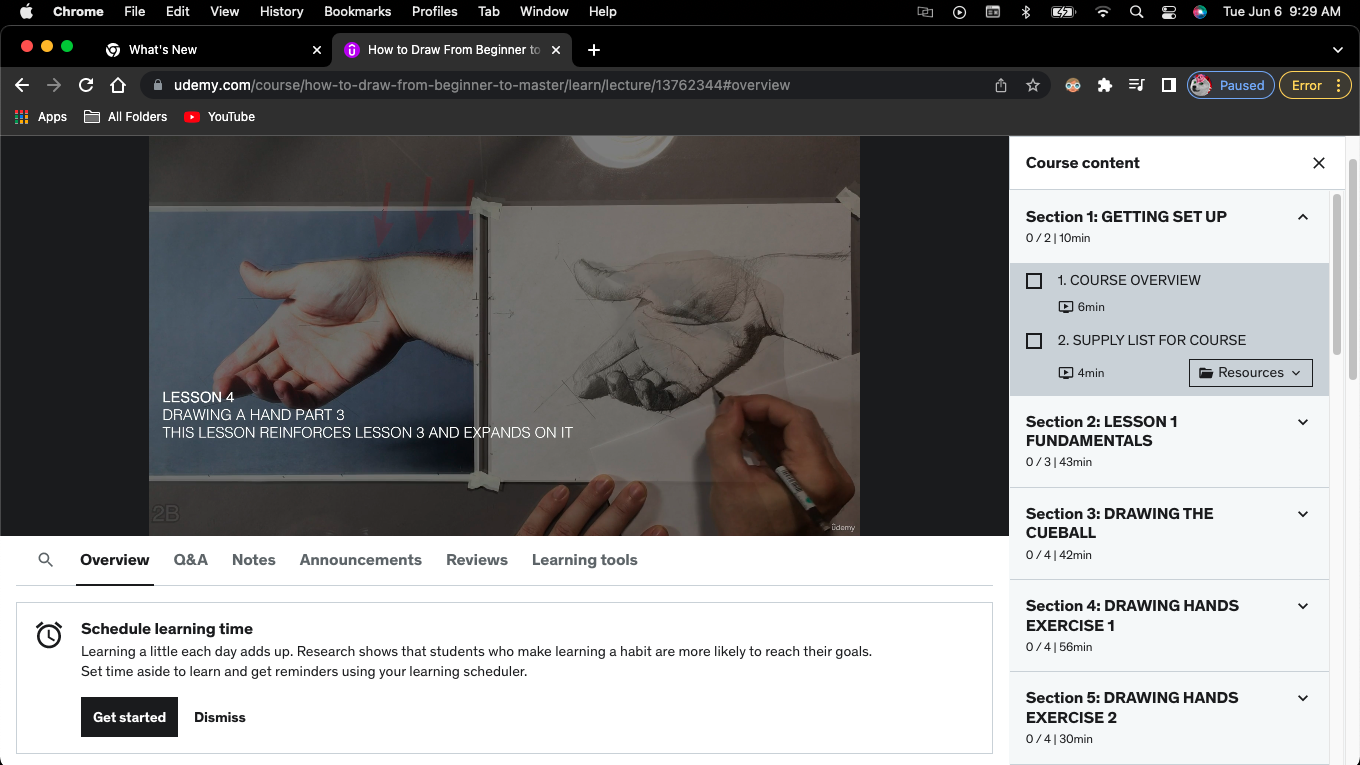 Chrome File Edit View History Bookmarks Profiles Tab Window Help Tue Jun 6 9:29 AM
What's New How to Draw From Beginner to
udemy.com/course/how-to-draw-from-beginner-to-master/learn/lecture/13762344#overview Paused Error
Apps All Folders YouTube
LESSON 4
DRAWING A HAND PART 3
THIS LESSON REINFORCES LESSON 3 AND EXPANDS ON IT
2B
ûdemy
Course content
Section 1: GETTING SET UP
0 / 2 | 10min
1. COURSE OVERVIEW
6min
2. SUPPLY LIST FOR COURSE
4min Resources
Section 2: LESSON 1
FUNDAMENTALS
0 / 3 | 43min
Section 3: DRAWING THE
CUEBALL
0 / 4 | 42min
Section 4: DRAWING HANDS
EXERCISE 1
0 / 4 | 56min
Section 5: DRAWING HANDS
EXERCISE 2
0 / 4 | 30min
Overview Q&A Notes Announcements Reviews Learning tools
Schedule learning time
Learning a little each day adds up. Research shows that students who make learning a habit are more likely to reach their goals.
Set time aside to learn and get reminders using your learning scheduler.
Get started Dismiss